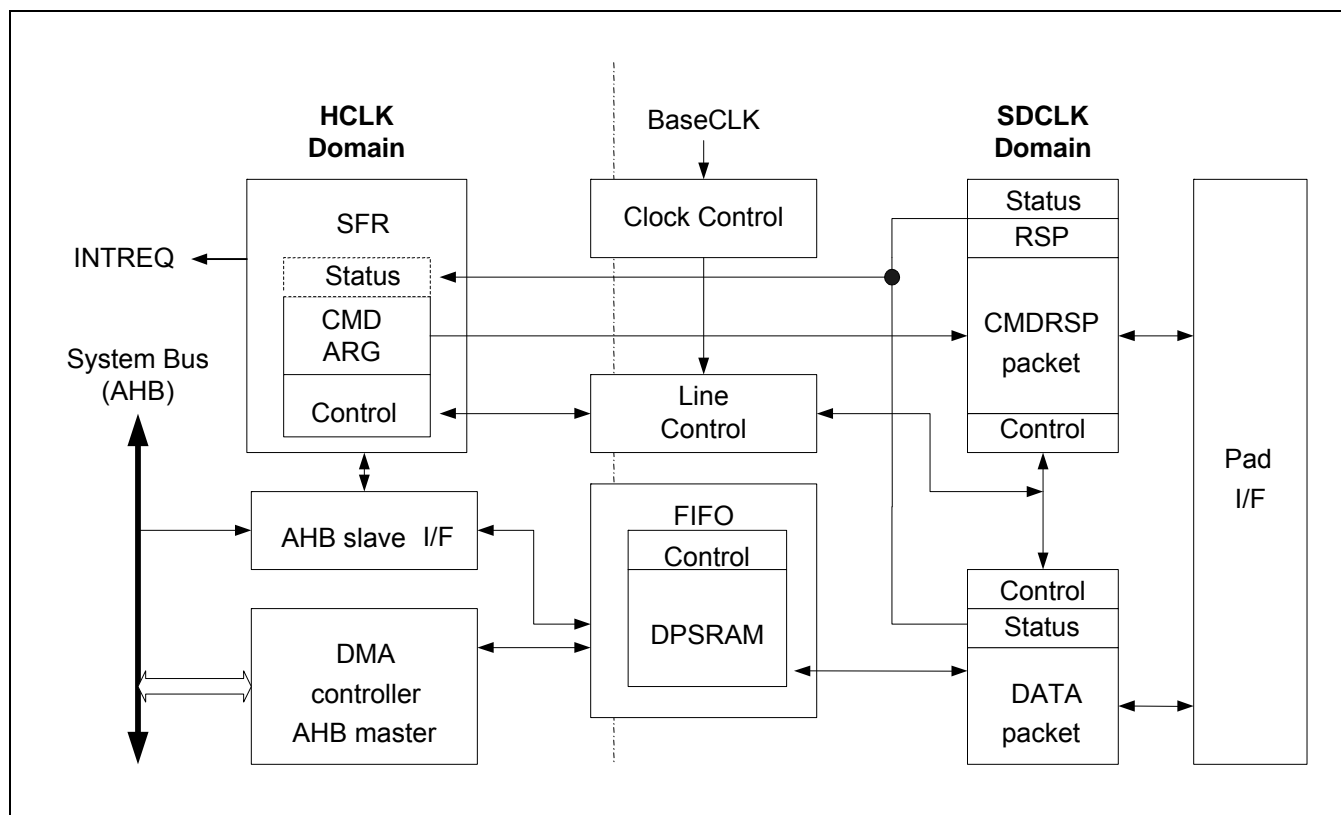 HCLK
Domain
BaseCLK
SDCLK
Domain
SFR
Status
CMD
ARG
Control
INTREQ
System Bus
(AHB)
Clock Control
Line
Control
Status
RSP
CMDRSP
packet
Control
Pad
I/F
AHB slave I/F
FIFO
Control
DPSRAM
DMA
controller
AHB master
Control
Status
DATA
packet